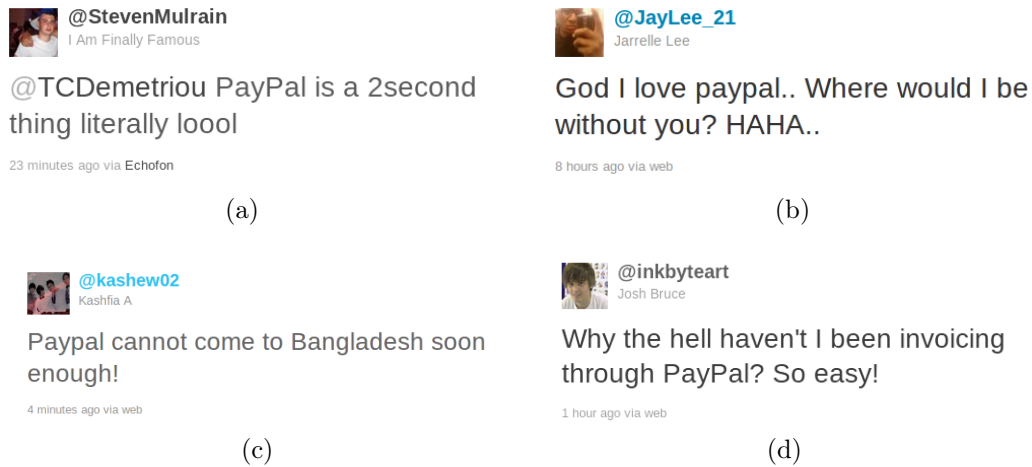 @StevenMulrain
I Am Finally Famous
@TCDemetriou PayPal is a 2second
thing literally loool
23 minutes ago via Echofon
(a)
@JayLee_21
Jarrelle Lee
God I love paypal.. Where would I be
without you? HAHA..
8 hours ago via web
(b)
@kashew02
Kashfia A
Paypal cannot come to Bangladesh soon
enough!
4 minutes ago via web
(c)
@inkbyteart
Josh Bruce
Why the hell haven't I been invoicing
through PayPal? So easy!
1 hour ago via web
(d)